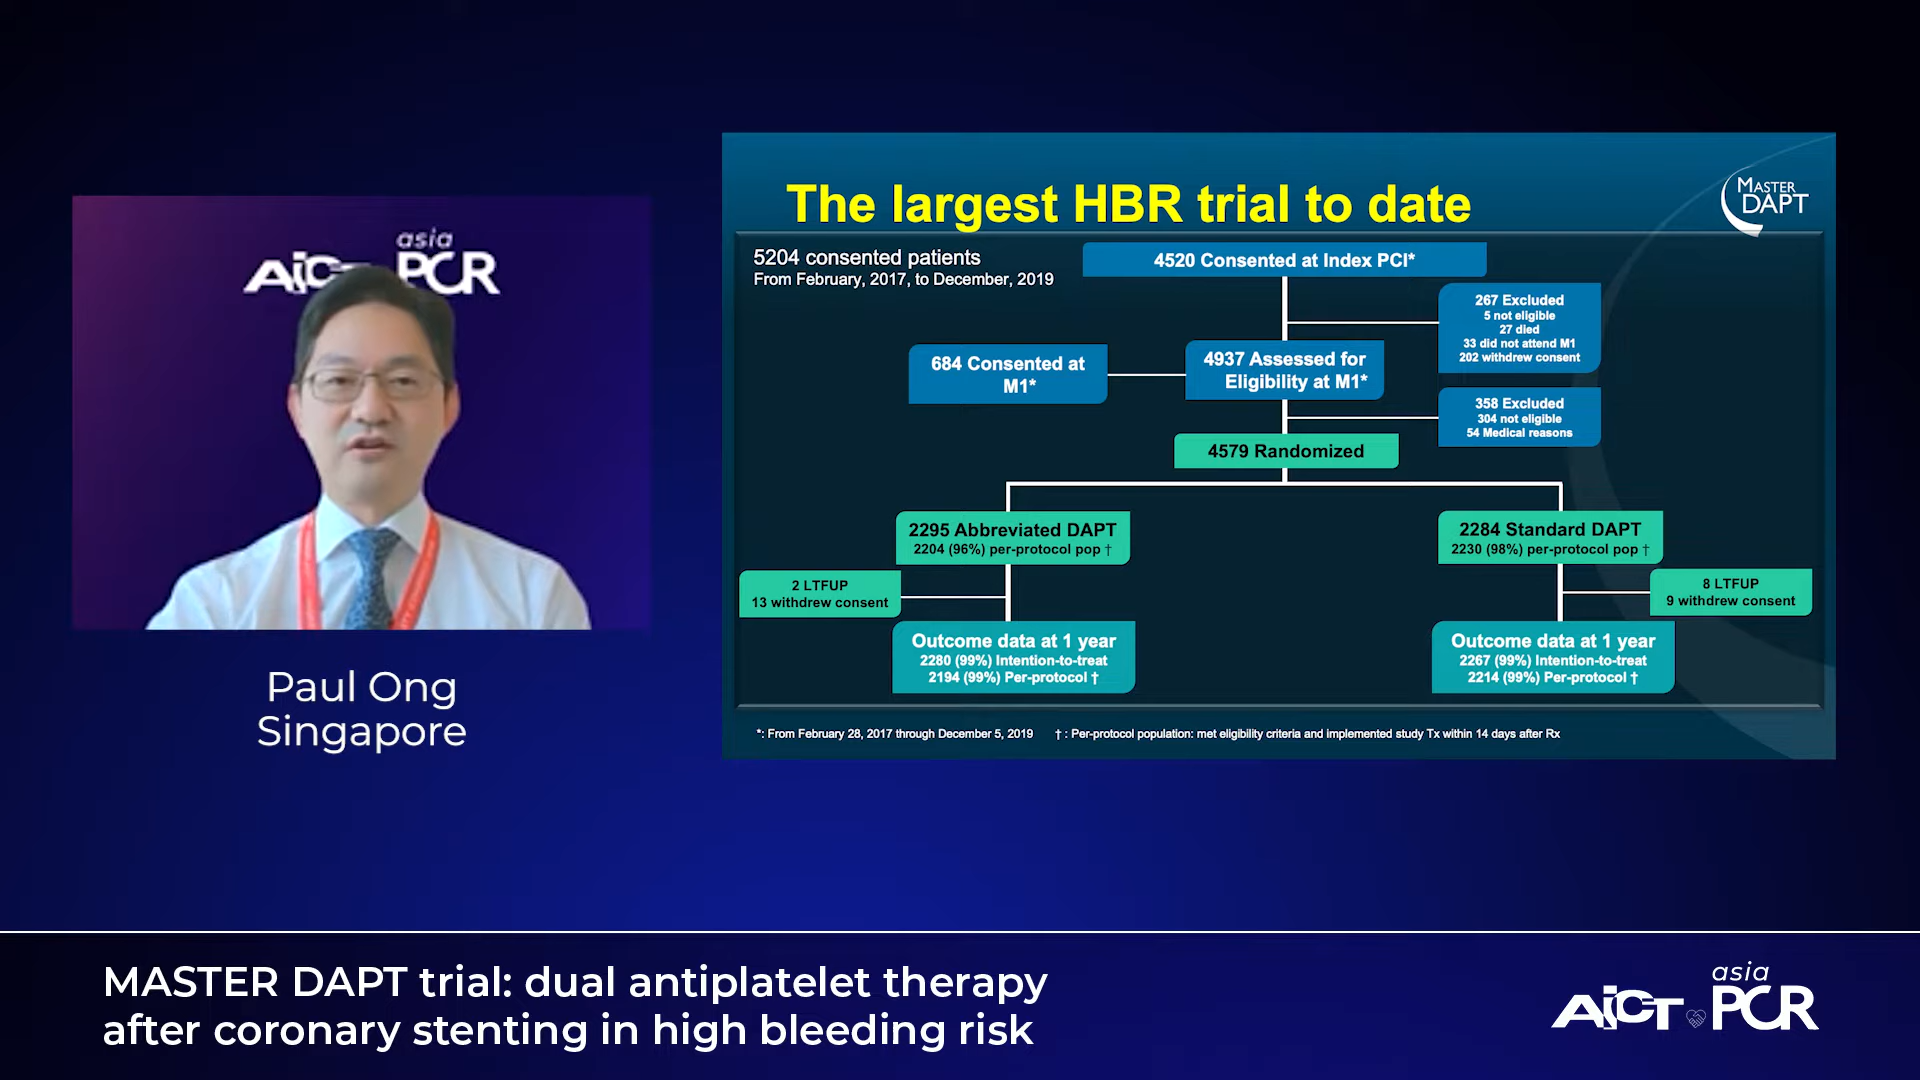 asia
AiCT PCR
Paul Ong
Singapore
The largest HBR trial to date
MASTER
DAPT
5204 consented patients
From February, 2017, to December, 2019
4520 Consented at Index PCI*
267 Excluded
5 not eligible
27 died
33 did not attend M1
202 withdrew consent
684 Consented at
M1*
4937 Assessed for
Eligibility at M1*
358 Excluded
304 not eligible
54 Medical reasons
4579 Randomized
2295 Abbreviated DAPT
2204 (96%) per-protocol pop †
2284 Standard DAPT
2230 (98%) per-protocol pop †
2 LTFUP
13 withdrew consent
8 LTFUP
9 withdrew consent
Outcome data at 1 year
2280 (99%) Intention-to-treat
2194 (99%) Per-protocol †
Outcome data at 1 year
2267 (99%) Intention-to-treat
2214 (99%) Per-protocol †
*: From February 28, 2017 through December 5, 2019 † : Per-protocol population: met eligibility criteria and implemented study Tx within 14 days after Rx
MASTER DAPT trial: dual antiplatelet therapy
after coronary stenting in high bleeding risk
asia
AiCT PCR